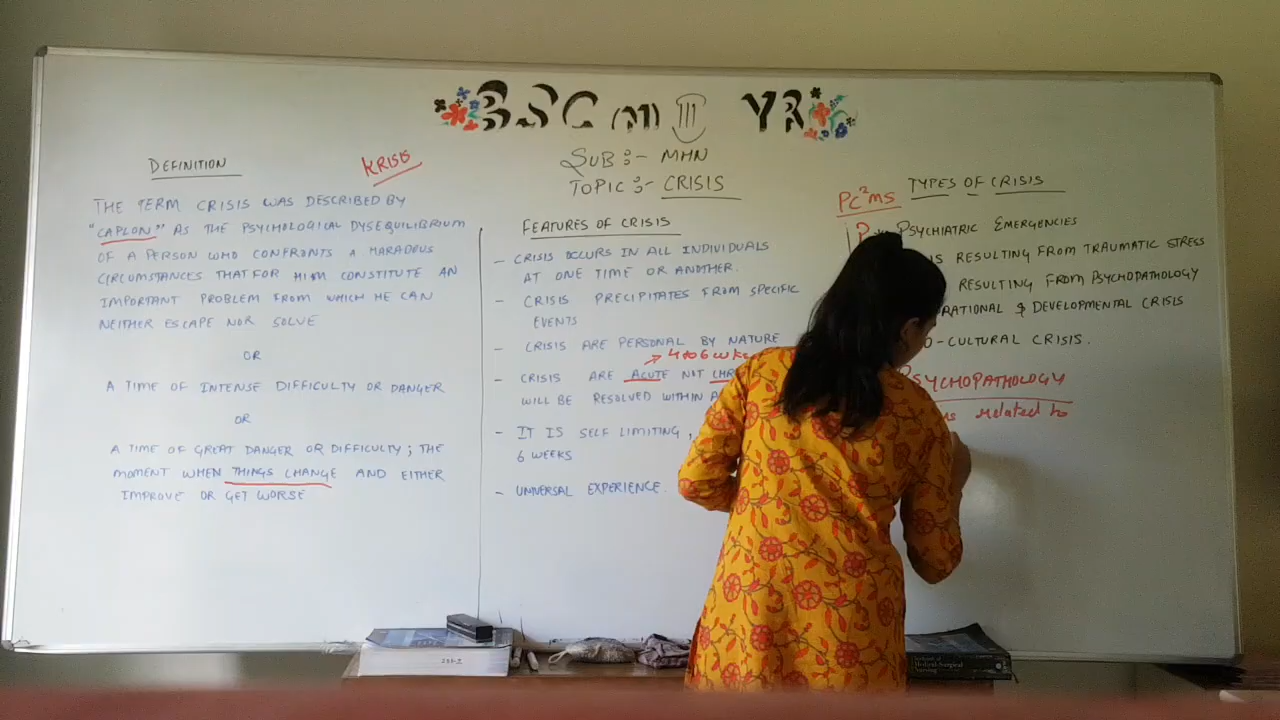 BSC (N) III YR
SUB :- MHN
TOPIC :- CRISIS
DEFINITION
KRISIS
THE TERM CRISIS WAS DESCRIBED BY
"CAPLON" AS THE PSYCHOLOGICAL DYSEQUILIBRIUM
OF A PERSON WHO CONFRONTS A HARADOUS
CIRCUMSTANCES THAT FOR HIM CONSTITUTE AN
IMPORTANT PROBLEM FROM WHICH HE CAN
NEITHER ESCAPE NOR SOLVE
OR
A TIME OF INTENSE DIFFICULTY OR DANGER
OR
A TIME OF GREAT DANGER OR DIFFICULTY; THE
MOMENT WHEN THINGS CHANGE AND EITHER
IMPROVE OR GET WORSE
FEATURES OF CRISIS
- CRISIS OCCURS IN ALL INDIVIDUALS
AT ONE TIME OR ANOTHER.
- CRISIS PRECIPITATES FROM SPECIFIC
EVENTS
- CRISIS ARE PERSONAL BY NATURE
→ 4 to 6 wks
- CRISIS ARE ACUTE NOT CHR
WILL BE RESOLVED WITHIN A
- IT IS SELF LIMITING,
6 WEEKS
- UNIVERSAL EXPERIENCE.
TYPES OF CRISIS
PC²MS
P PSYCHIATRIC EMERGENCIES
IS RESULTING FROM TRAUMATIC STRESS
RESULTING FROM PSYCHOPATHOLOGY
RATIONAL & DEVELOPMENTAL CRISIS
O-CULTURAL CRISIS.
PSYCHOPATHOLOGY
related to
Medical-Surgical
Nursing